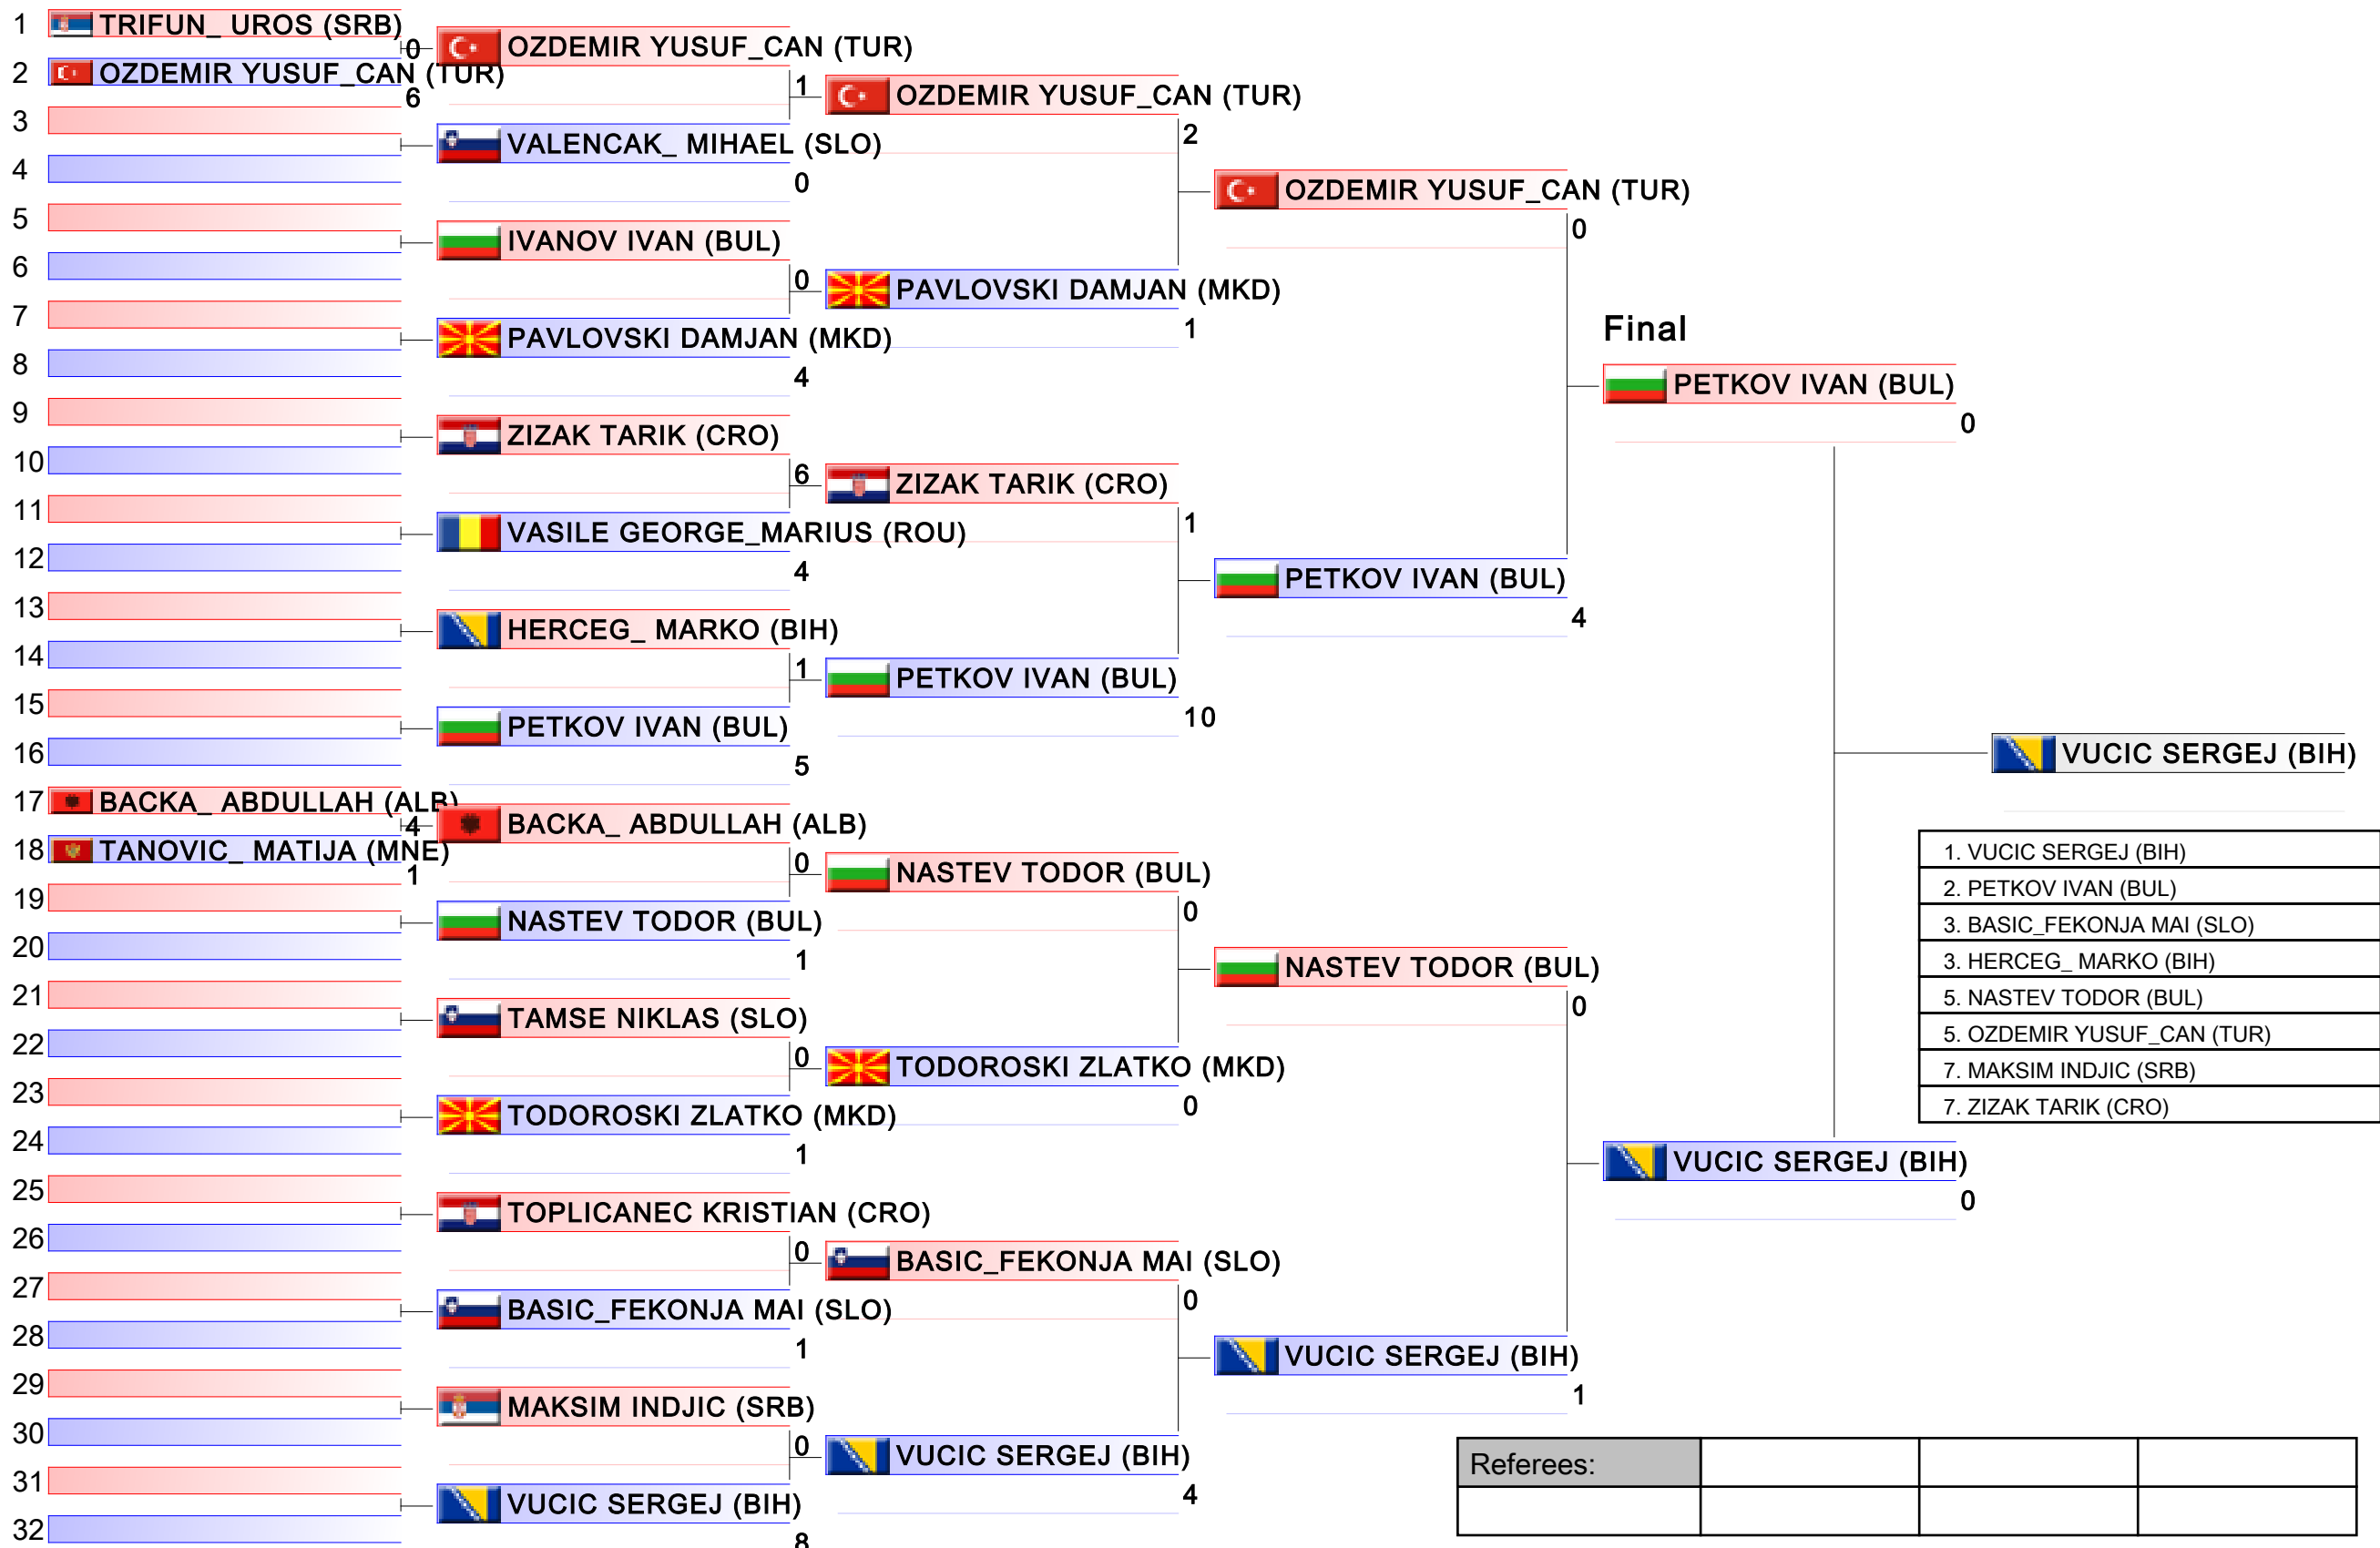 1 TRIFUN_ UROS (SRB)
0
2 OZDEMIR YUSUF_CAN (TUR)
6
3
4
5
6
7
8
9
10
11
12
13
14
15
16
17 BACKA_ ABDULLAH (ALB)
4
18 TANOVIC_ MATIJA (MNE)
1
19
20
21
22
23
24
25
26
27
28
29
30
31
32
OZDEMIR YUSUF_CAN (TUR)
1
VALENCAK_ MIHAEL (SLO)
0
IVANOV IVAN (BUL)
0
PAVLOVSKI DAMJAN (MKD)
4
ZIZAK TARIK (CRO)
6
VASILE GEORGE_MARIUS (ROU)
4
HERCEG_ MARKO (BIH)
1
PETKOV IVAN (BUL)
5
BACKA_ ABDULLAH (ALB)
0
NASTEV TODOR (BUL)
1
TAMSE NIKLAS (SLO)
0
TODOROSKI ZLATKO (MKD)
1
TOPLICANEC KRISTIAN (CRO)
0
BASIC_FEKONJA MAI (SLO)
1
MAKSIM INDJIC (SRB)
0
VUCIC SERGEJ (BIH)
8
OZDEMIR YUSUF_CAN (TUR)
2
PAVLOVSKI DAMJAN (MKD)
1
ZIZAK TARIK (CRO)
1
PETKOV IVAN (BUL)
10
NASTEV TODOR (BUL)
0
TODOROSKI ZLATKO (MKD)
0
BASIC_FEKONJA MAI (SLO)
0
VUCIC SERGEJ (BIH)
4
OZDEMIR YUSUF_CAN (TUR)
0
PETKOV IVAN (BUL)
4
NASTEV TODOR (BUL)
0
VUCIC SERGEJ (BIH)
1
Final
PETKOV IVAN (BUL)
0
VUCIC SERGEJ (BIH)
0
VUCIC SERGEJ (BIH)
1. VUCIC SERGEJ (BIH)
2. PETKOV IVAN (BUL)
3. BASIC_FEKONJA MAI (SLO)
3. HERCEG_ MARKO (BIH)
5. NASTEV TODOR (BUL)
5. OZDEMIR YUSUF_CAN (TUR)
7. MAKSIM INDJIC (SRB)
7. ZIZAK TARIK (CRO)
Referees: